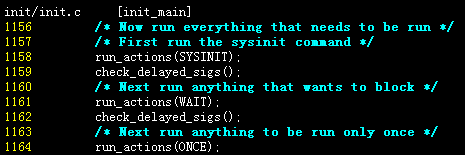 init/init.c     [init_main]
1156         /* Now run everything that needs to be run */
1157         /* First run the sysinit command */
1158         run_actions(SYSINIT);
1159         check_delayed_sigs();
1160         /* Next run anything that wants to block */
1161         run_actions(WAIT);
1162         check_delayed_sigs();
1163         /* Next run anything to be run only once */
1164         run_actions(ONCE);